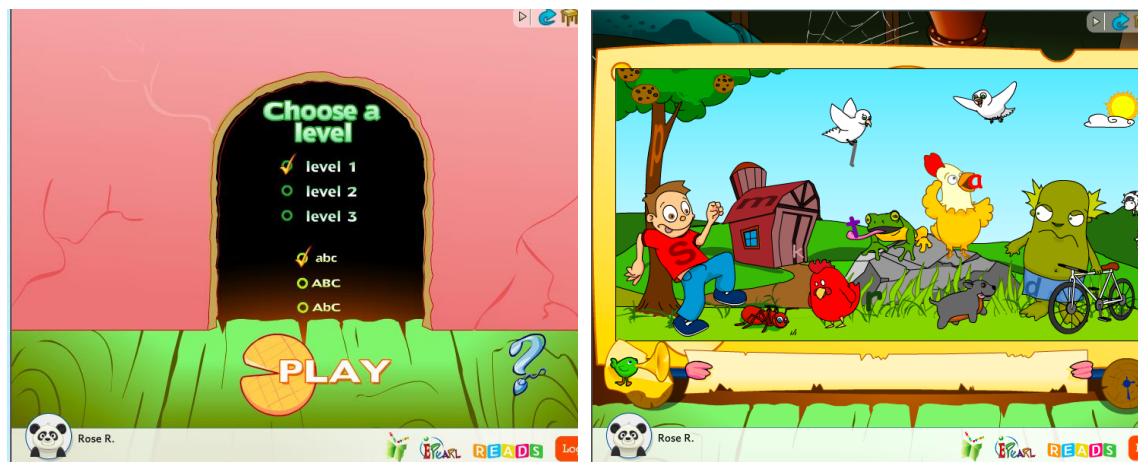 Choose a
level
level 1
level 2
level 3
abc
ABC
AbC
PLAY
Rose R.
READS
a
t
S
k
r
d
Rose R.
READS